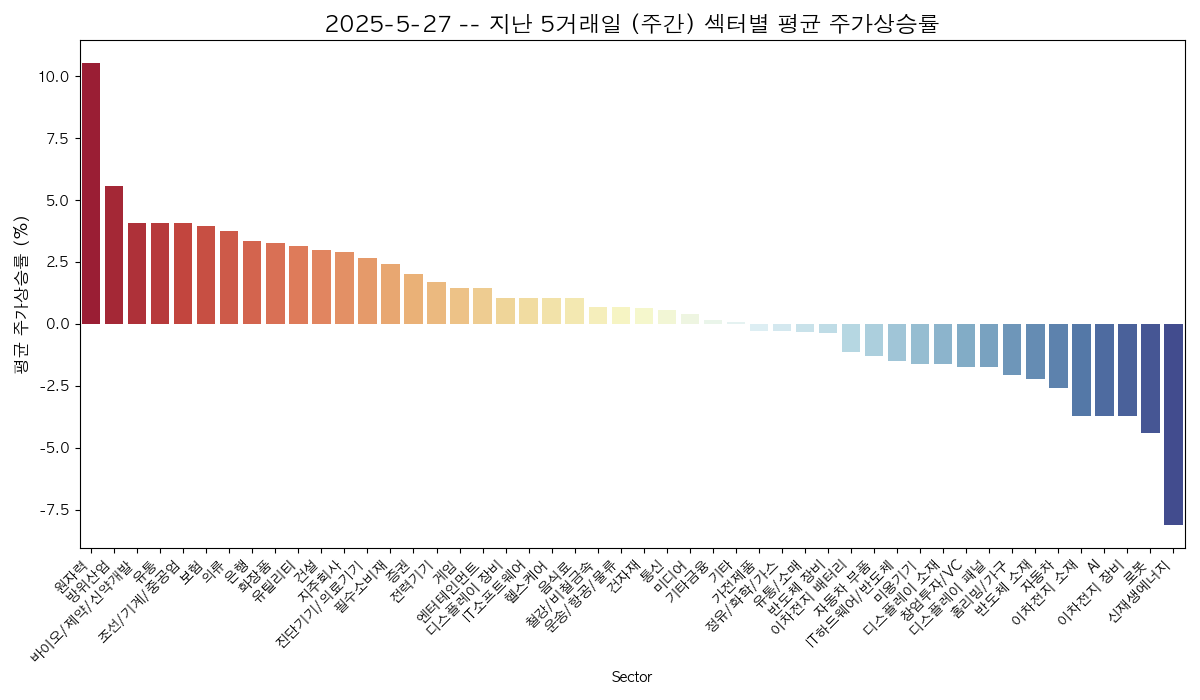 2025-5-27 -- 지난 5거래일 (주간) 섹터별 평균 주가상승률
평균 주가상승률 (%)
10.0
7.5
5.0
2.5
0.0
-2.5
-5.0
-7.5
원자력
방위산업
바이오/제약/신약개발
유통
조선/기계/중공업
보험
의류
은행
화장품
유틸리티
건설
지주회사
진단기기/의료기기
필수소비재
증권
전력기기
게임
엔터테인먼트
디스플레이 장비
IT소프트웨어
헬스케어
음식료
철강/비철금속
운송/항공/물류
건자재
통신
미디어
기타금융
기타
가전제품
정유/화학/가스
유통/소매
반도체 장비
이차전지 배터리
자동차 부품
IT하드웨어/반도체
미용기기
디스플레이 소재
창업투자/VC
디스플레이 패널
홈리빙/가구
반도체 소재
자동차
이차전지 소재
AI
이차전지 장비
로봇
신재생에너지
Sector